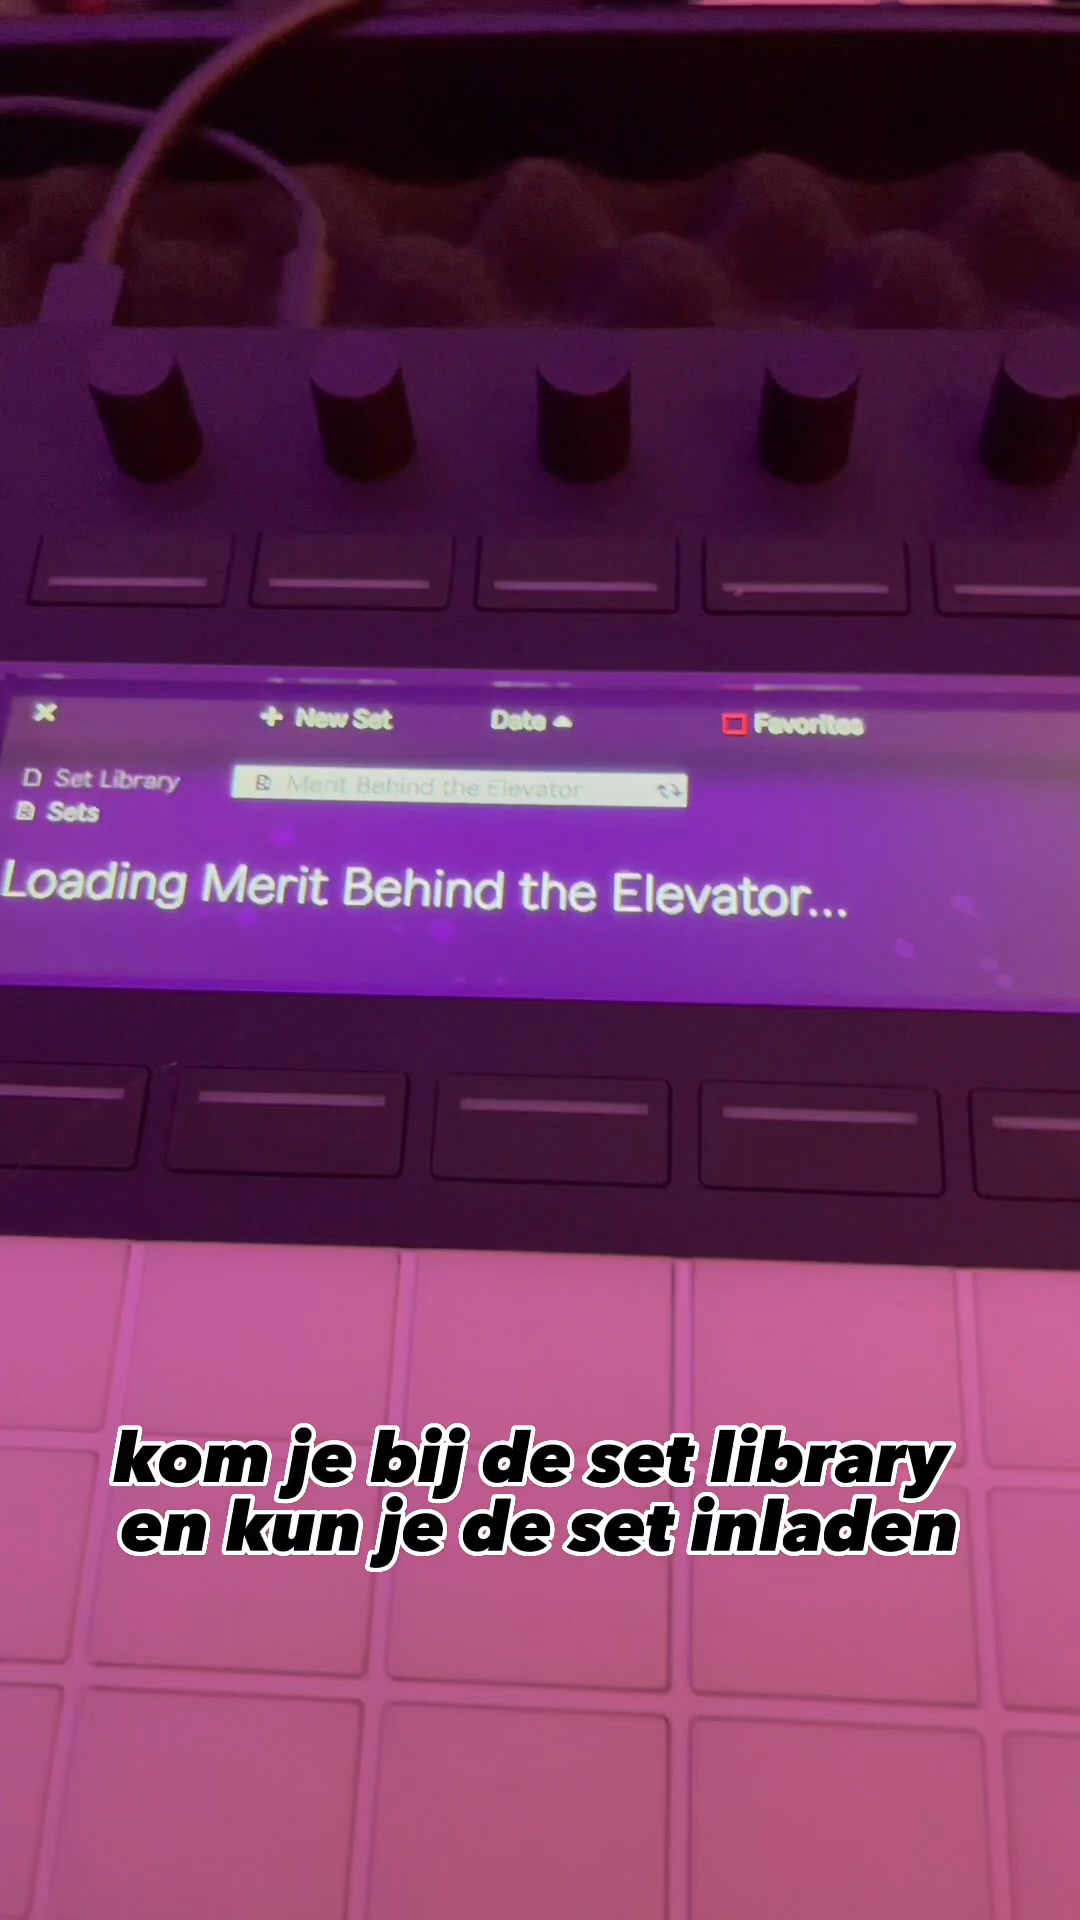 New Set Date Favorites
Set Library Merit Behind the Elevator
Sets
Loading Merit Behind the Elevator...
kom je bij de set library
en kun je de set inladen